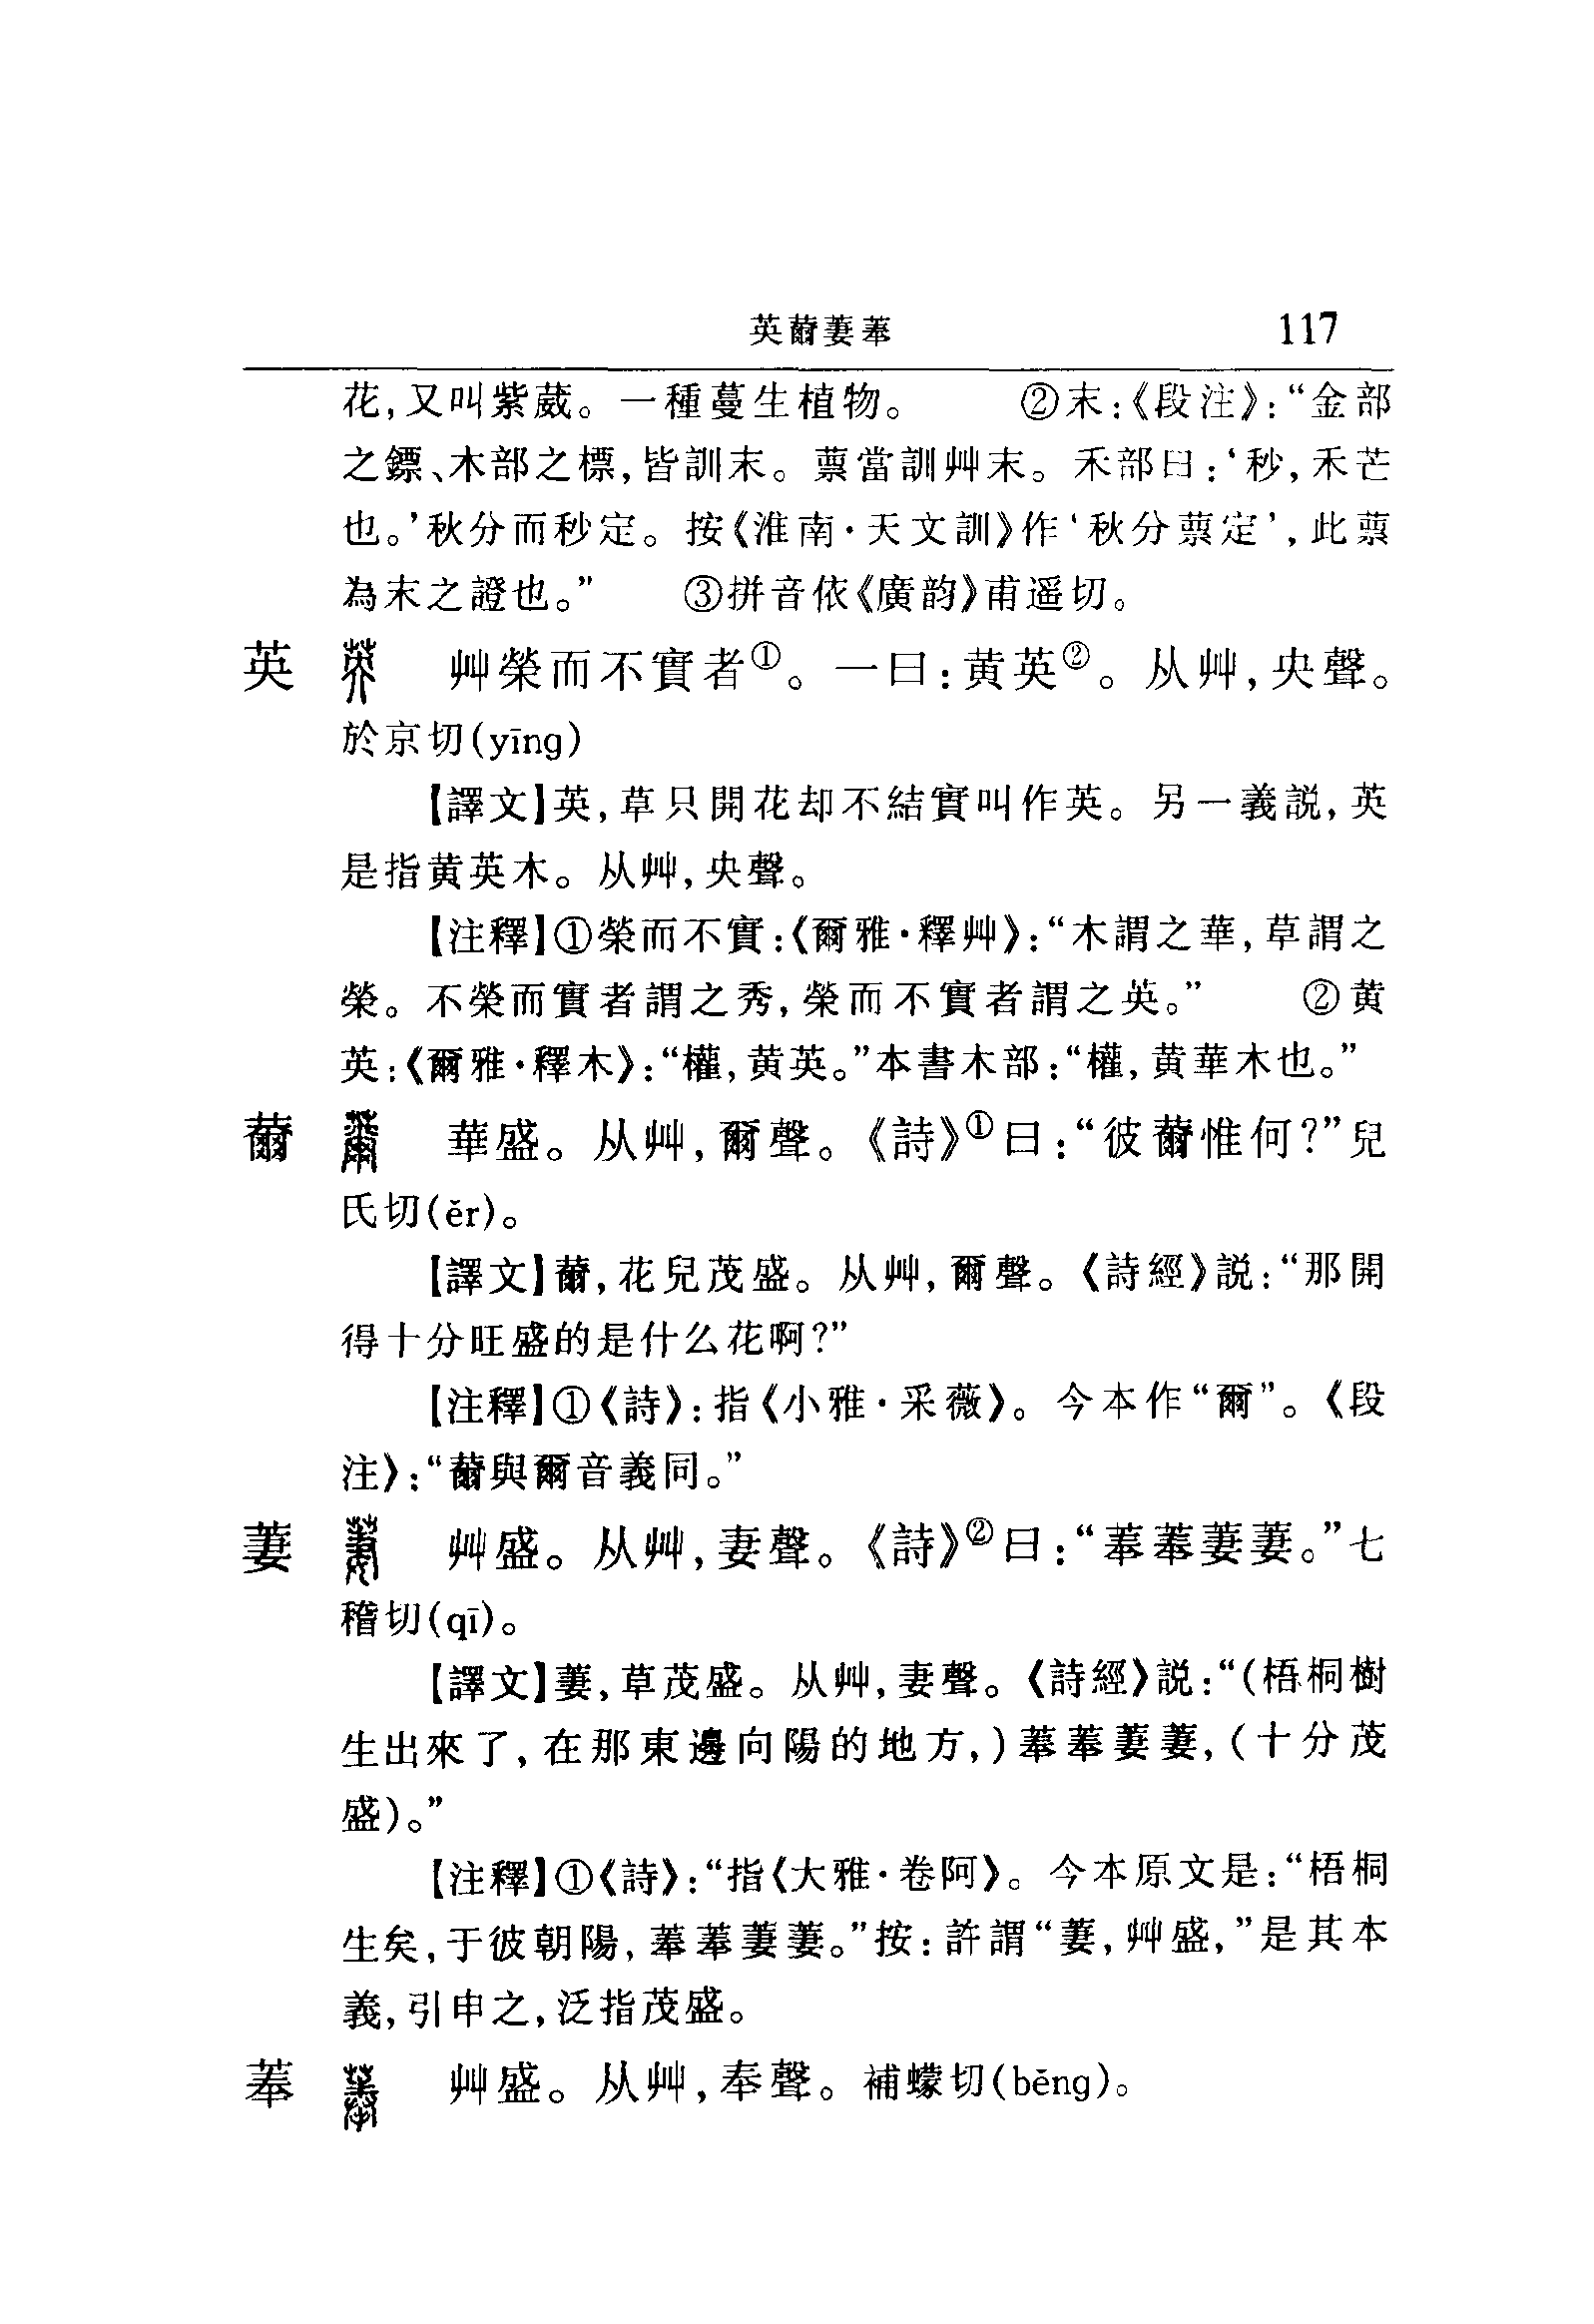 英薾萋菶 117
花,又叫紫葳。一種蔓生植物。 ②末:《段注》:“金部
之鏢、木部之標,皆訓末。蔈當訓艸末。禾部曰:‘秒,禾芒
也。’秋分而秒定。按《淮南·天文訓》作‘秋分蔈定’,此蔈
為末之證也。” ③拼音依《廣韵》甫遥切。
英 艸榮而不實者①。一曰:黄英②。从艸,央聲。
於京切(yīng)
【譯文】英,草只開花却不結實叫作英。另一義説,英
是指黄英木。从艸,央聲。
【注釋】①榮而不實:《爾雅·釋艸》:“木謂之華,草謂之
榮。不榮而實者謂之秀,榮而不實者謂之英。” ②黄
英:《爾雅·釋木》:“權,黄英。”本書木部:“權,黄華木也。”
薾 華盛。从艸,爾聲。《詩》①曰:“彼薾惟何?”兒
氏切(ěr)。
【譯文】薾,花兒茂盛。从艸,爾聲。《詩經》説:“那開
得十分旺盛的是什么花啊?”
【注釋】①《詩》:指《小雅·采薇》。今本作“爾”。《段
注》:“薾與爾音義同。”
萋 艸盛。从艸,妻聲。《詩》②曰:“菶菶萋萋。”七
稽切(qī)。
【譯文】萋,草茂盛。从艸,妻聲。《詩經》説:“(梧桐樹
生出來了,在那東邊向陽的地方,)菶菶萋萋,(十分茂
盛)。”
【注釋】①《詩》:“指《大雅·卷阿》。今本原文是:“梧桐
生矣,于彼朝陽,菶菶萋萋。”按:許謂“萋,艸盛,”是其本
義,引申之,泛指茂盛。
菶 艸盛。从艸,奉聲。補蠓切(běng)。